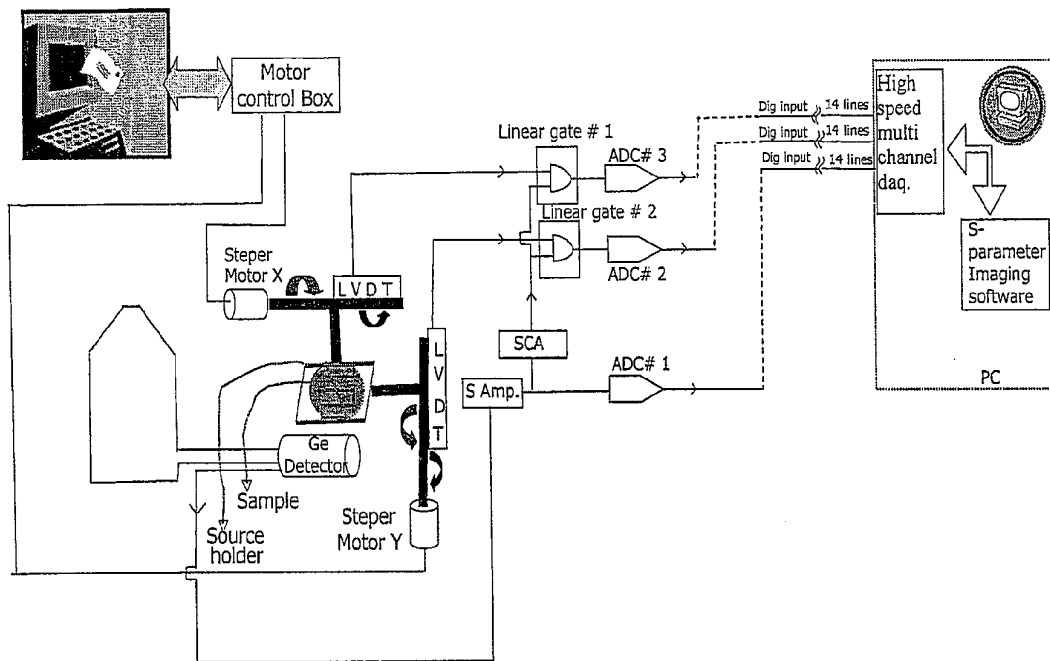 Motor
control Box
Linear gate # 1
ADC# 3
Dig input 14 lines
Dig input 14 lines
Dig input 14 lines
High
speed
multi
channel
daq.
Linear gate # 2
ADC# 2
S-
parameter
Imaging
software
Steper
Motor X
L V D T
L
V
D
T
SCA
S Amp.
ADC# 1
PC
Ge
Detector
Sample
Source
holder
Steper
Motor Y